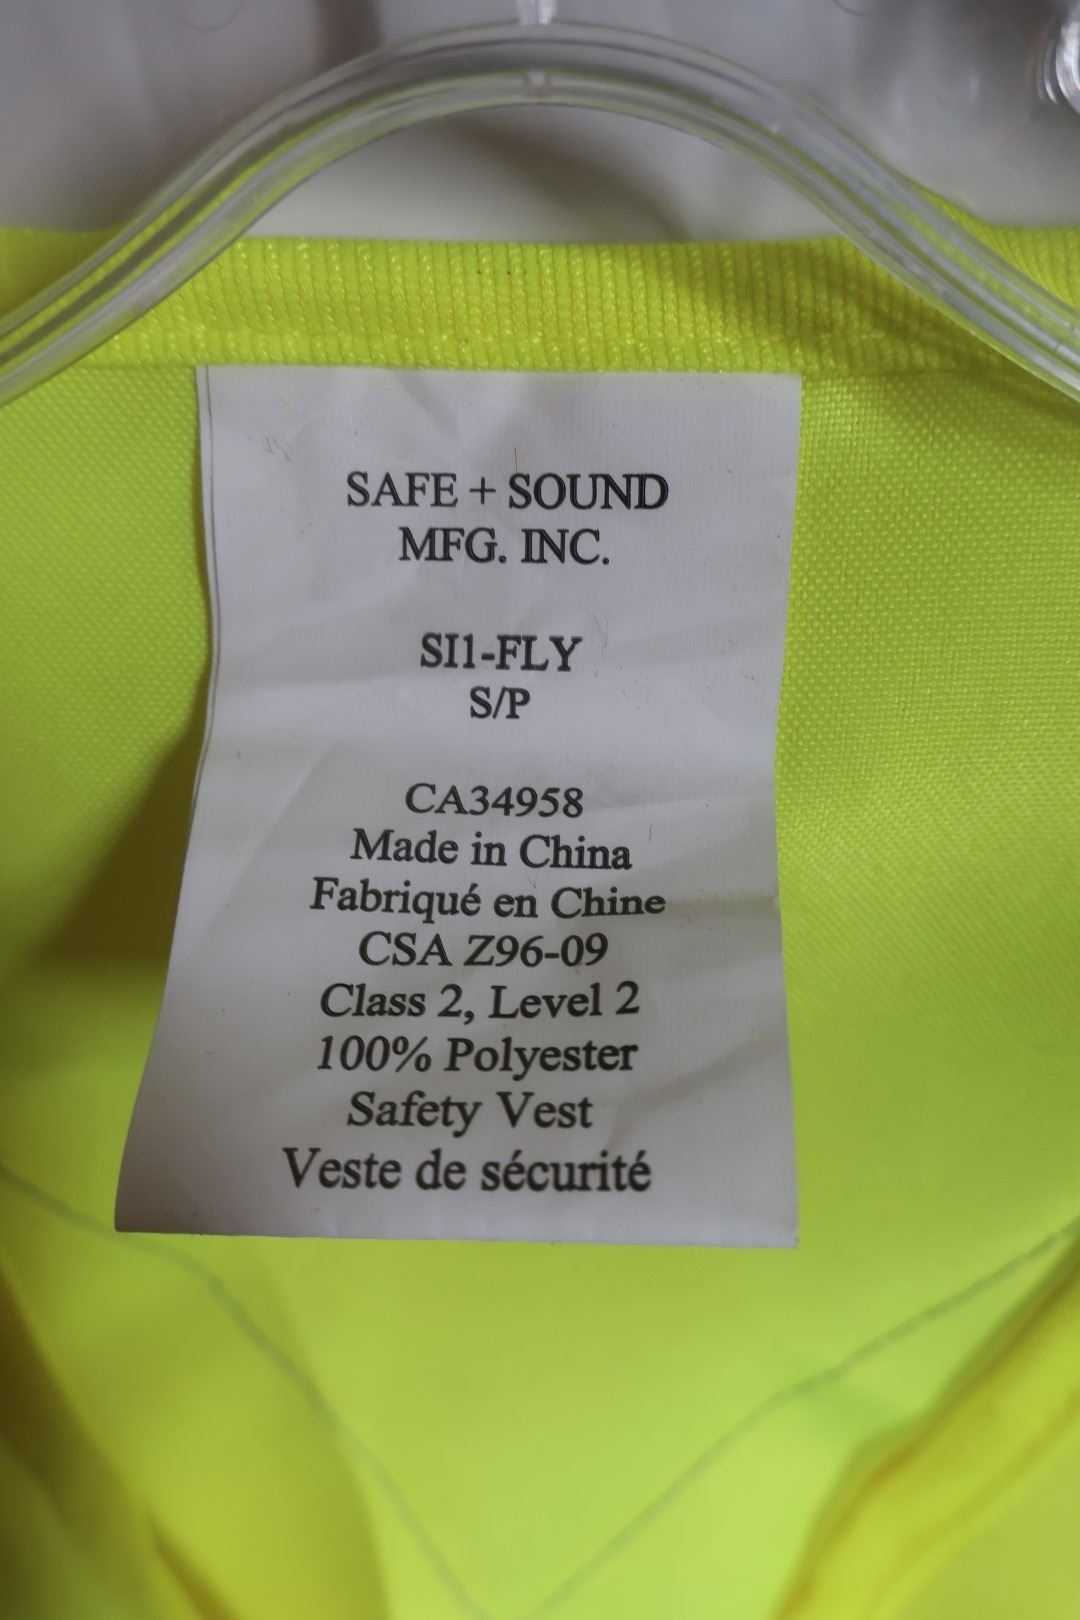 SAFE + SOUND
MFG. INC.
SI1-FLY
S/P
CA34958
Made in China
Fabriqué en Chine
CSA Z96-09
Class 2, Level 2
100% Polyester
Safety Vest
Veste de sécurité